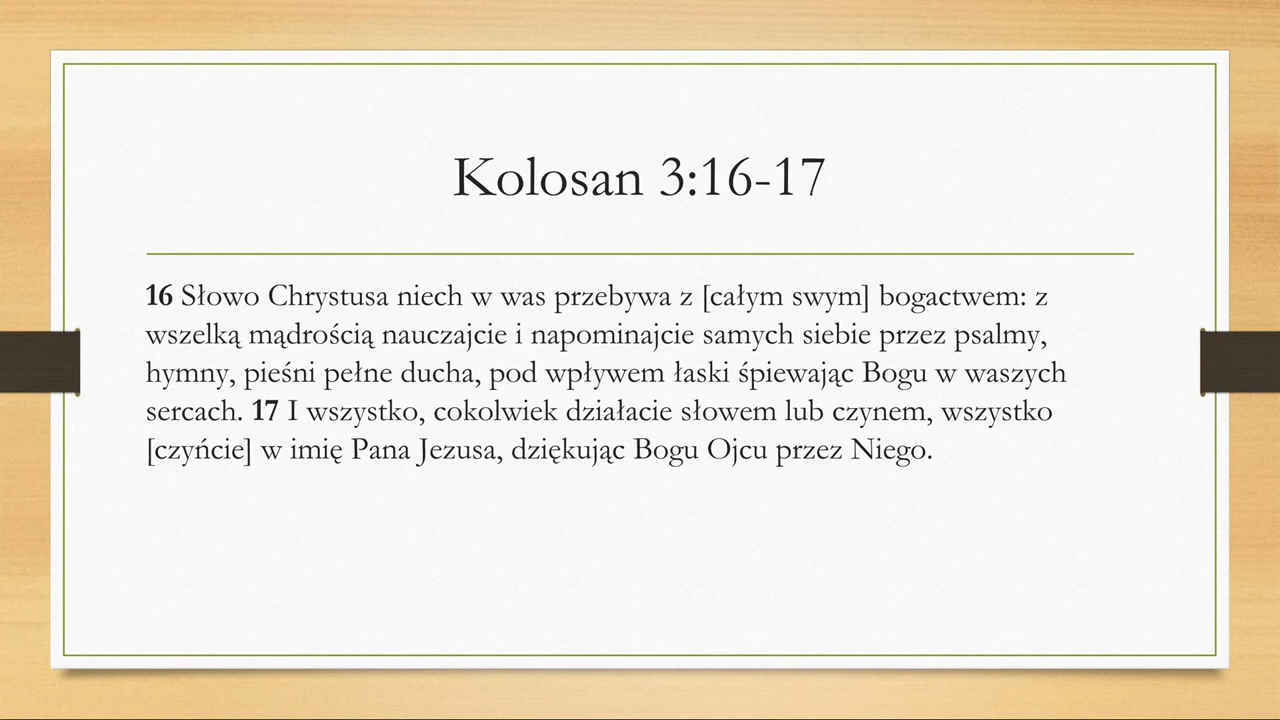 Kolosan 3:16-17
16 Słowo Chrystusa niech w was przebywa z [całym swym] bogactwem: z
wszelką mądrością nauczajcie i napominajcie samych siebie przez psalmy,
hymny, pieśni pełne ducha, pod wpływem łaski śpiewając Bogu w waszych
sercach. 17 I wszystko, cokolwiek działacie słowem lub czynem, wszystko
[czyńcie] w imię Pana Jezusa, dziękując Bogu Ojcu przez Niego.